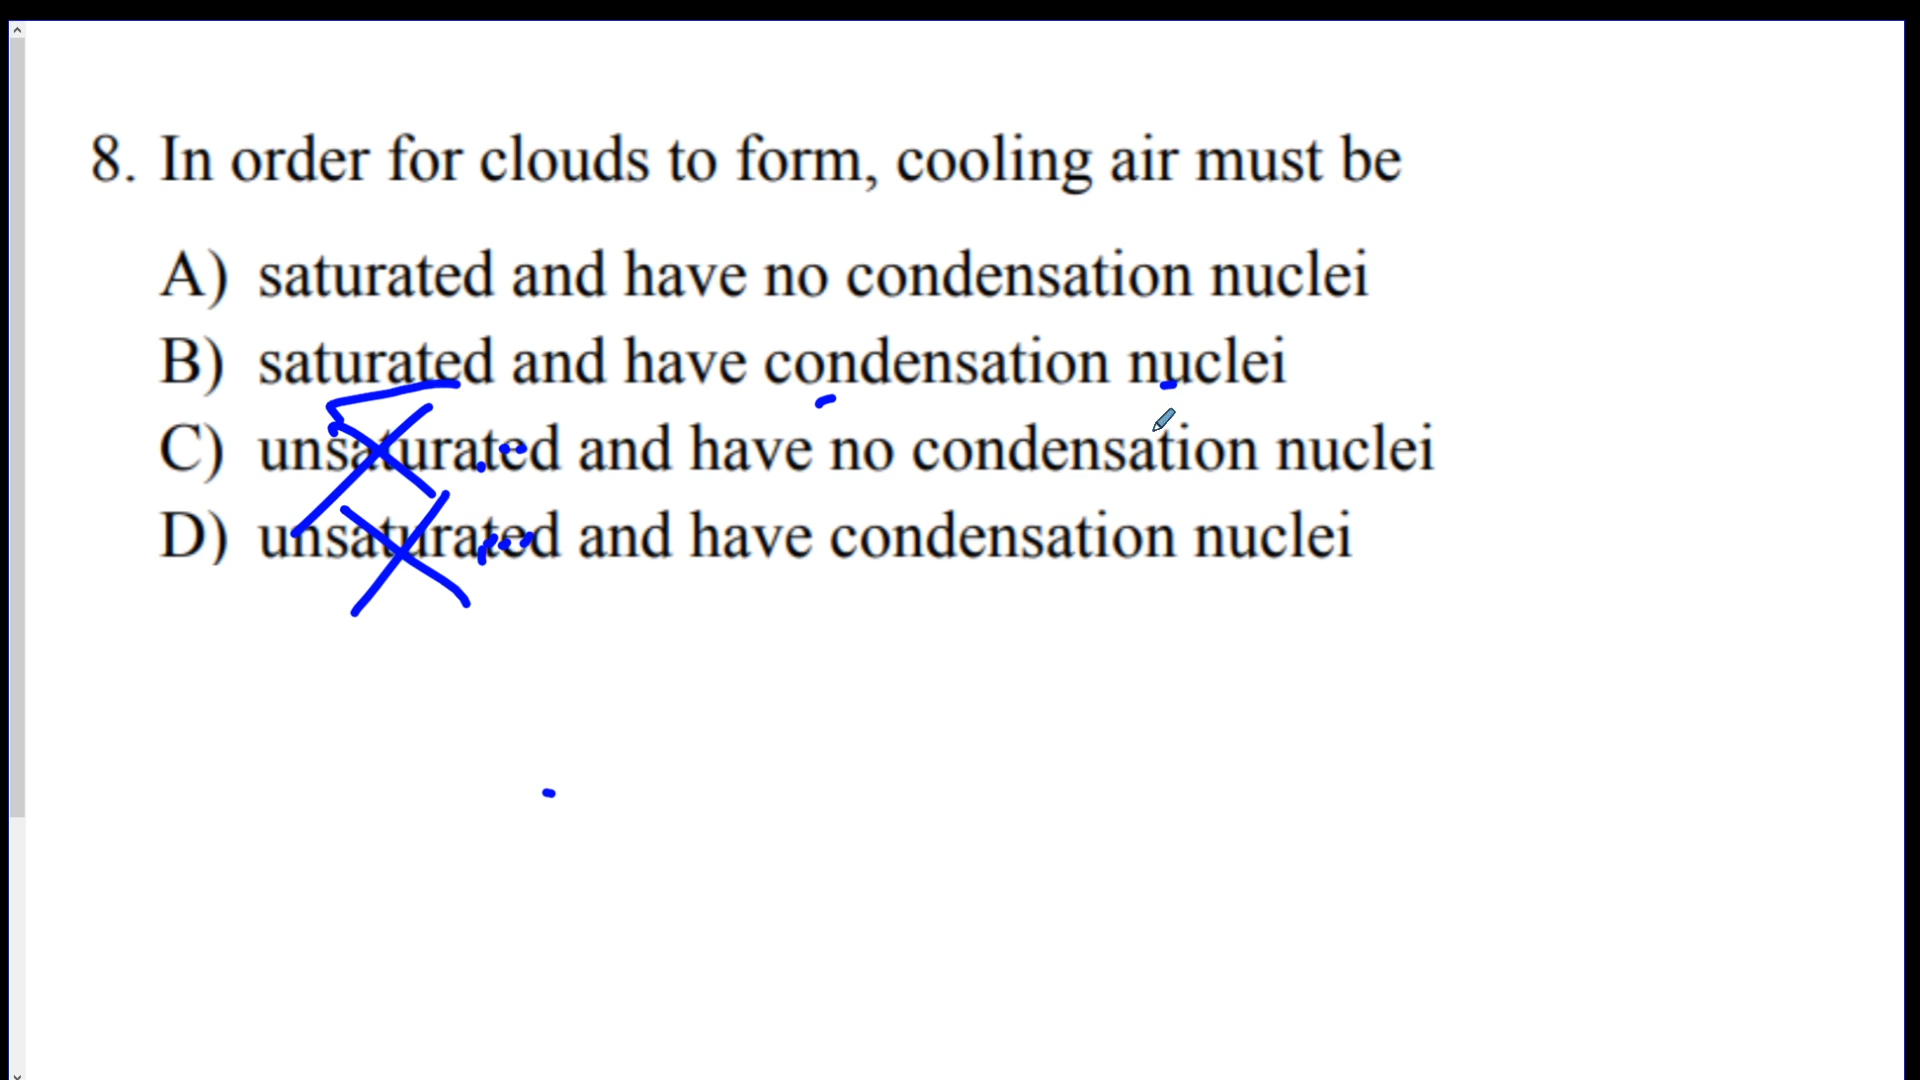 8. In order for clouds to form, cooling air must be
A) saturated and have no condensation nuclei
B) saturated and have condensation nuclei
C) unsaturated and have no condensation nuclei
D) unsaturated and have condensation nuclei